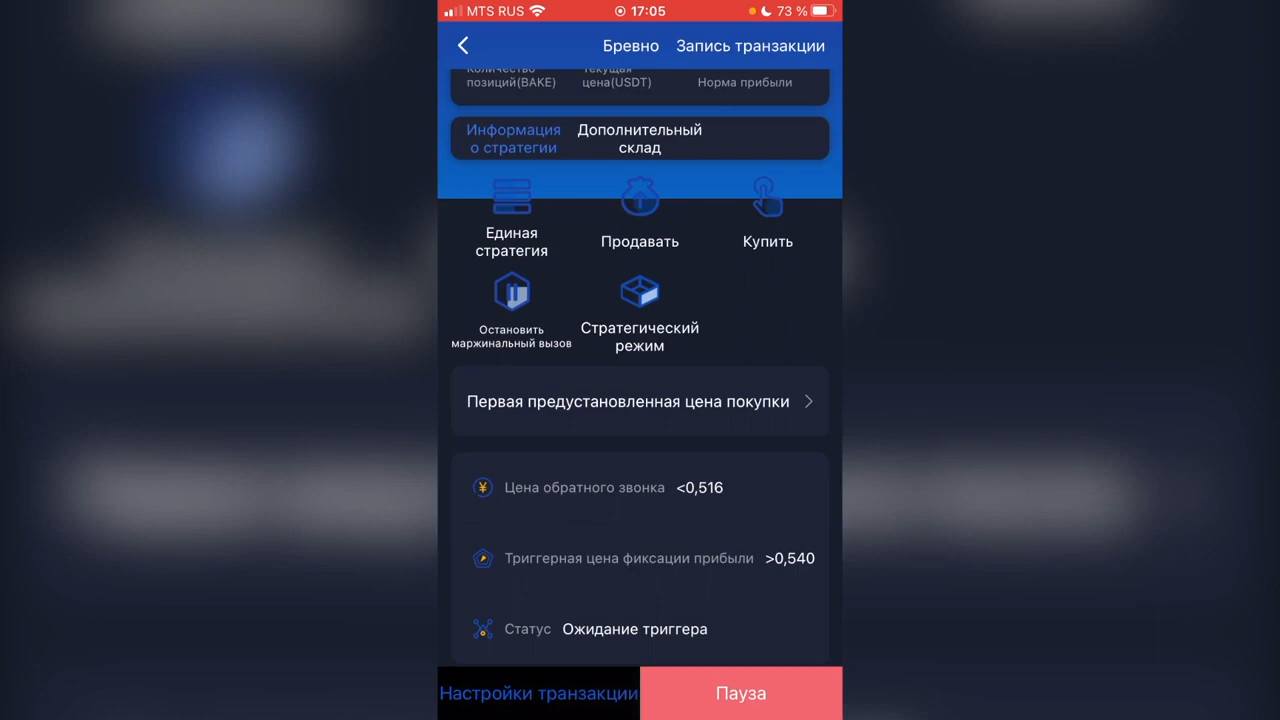 MTS RUS 17:05 73 %
Бревно Запись транзакции
Количество Текущая
позиций(BAKE) цена(USDT) Норма прибыли
Информация Дополнительный
о стратегии склад
Единая
стратегия Продавать Купить
Остановить Стратегический
маржинальный вызов режим
Первая предустановленная цена покупки
Цена обратного звонка <0,516
Триггерная цена фиксации прибыли >0,540
Статус Ожидание триггера
Настройки транзакции Пауза